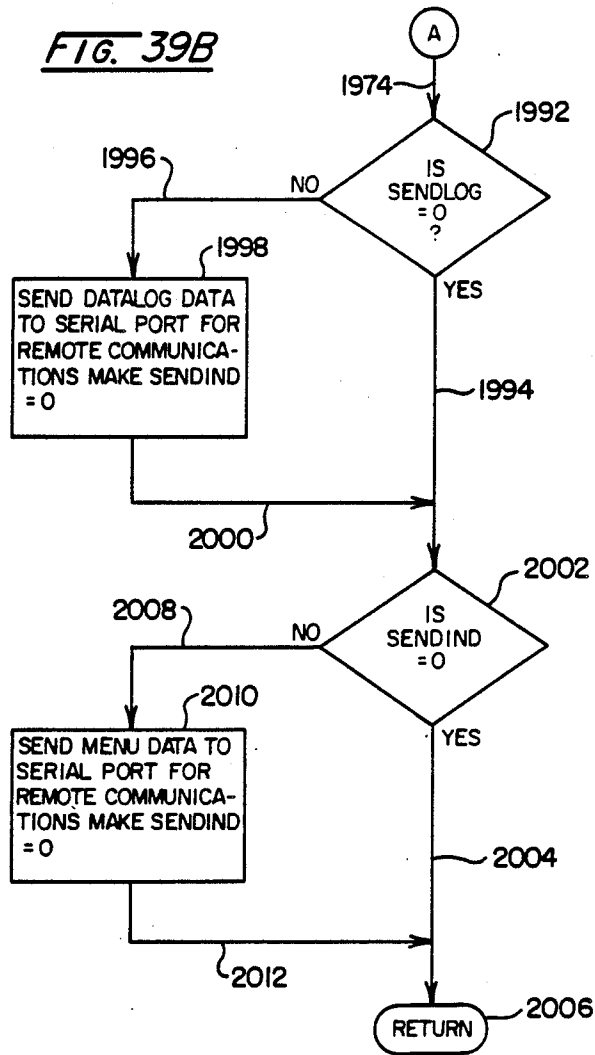 FIG. 39B
A
1974
1992
1996
NO
IS
SENDLOG
=0
?
1998
YES
SEND DATALOG DATA
TO SERIAL PORT FOR
REMOTE COMMUNICA-
TIONS MAKE SENDIND
=0
1994
2000
2002
2008
NO
IS
SENDIND
=0
2010
YES
SEND MENU DATA TO
SERIAL PORT FOR
REMOTE COMMUNICA-
TIONS MAKE SENDIND
=0
2004
2012
2006
RETURN